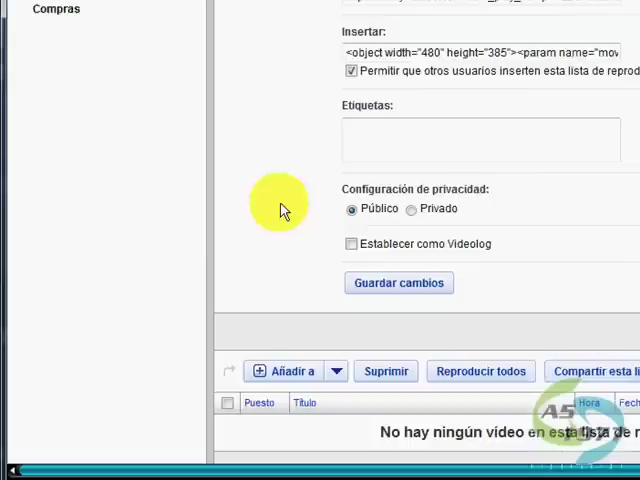 Compras
Insertar:
<object width="480" height="385"><param name="mov
Permitir que otros usuarios inserten esta lista de reprod
Etiquetas:
Configuración de privacidad:
Público Privado
Establecer como Videolog
Guardar cambios
Añadir a Suprimir Reproducir todos Compartir esta li
Puesto Título Hora Fech
No hay ningún vídeo en esta lista de r